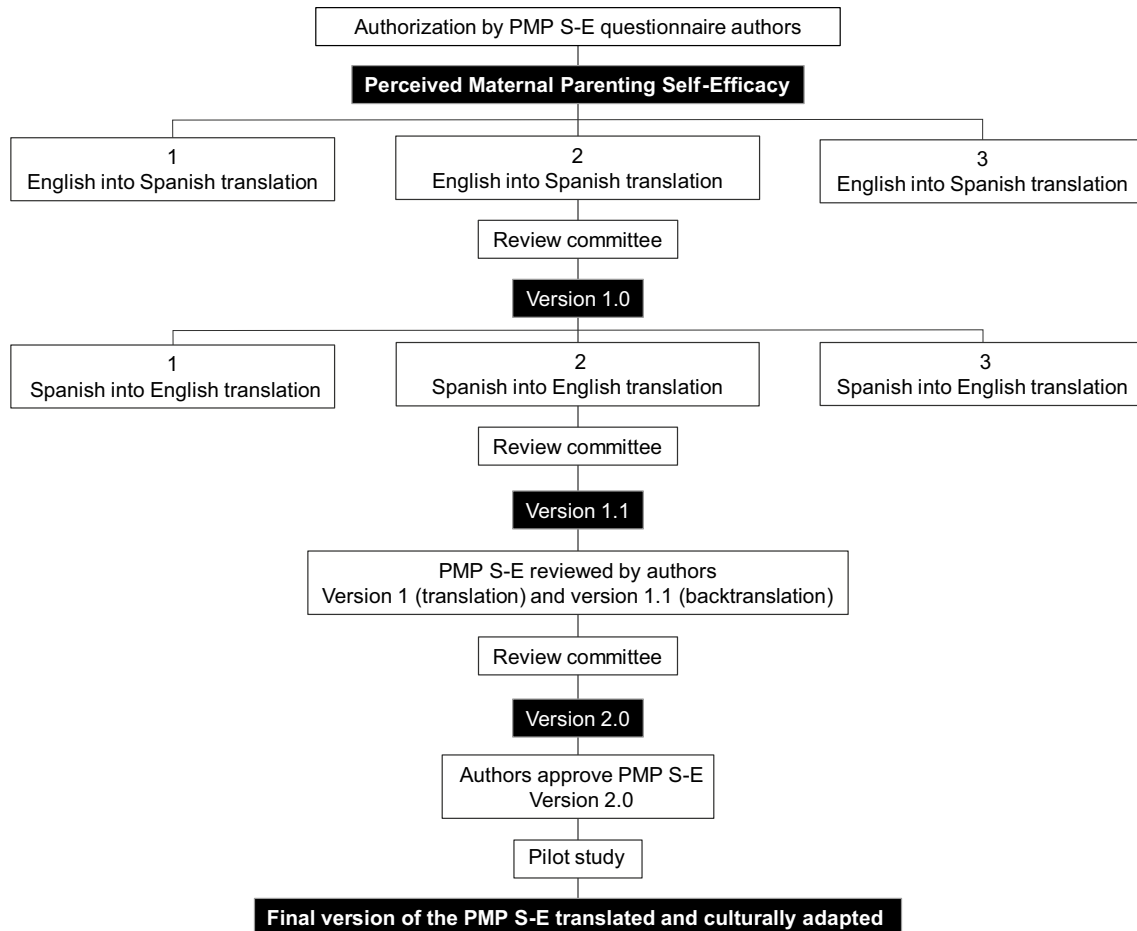 Authorization by PMP S-E questionnaire authors
Perceived Maternal Parenting Self-Efficacy
1
English into Spanish translation
2
English into Spanish translation
3
English into Spanish translation
Review committee
Version 1.0
1
Spanish into English translation
2
Spanish into English translation
3
Spanish into English translation
Review committee
Version 1.1
PMP S-E reviewed by authors
Version 1 (translation) and version 1.1 (backtranslation)
Review committee
Version 2.0
Authors approve PMP S-E
Version 2.0
Pilot study
Final version of the PMP S-E translated and culturally adapted